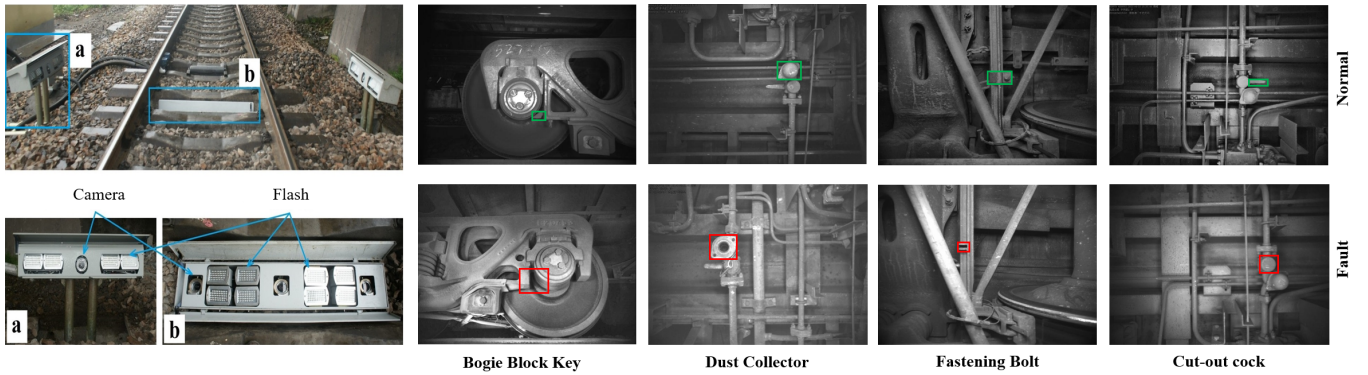 a
b
Camera
Flash
a
b
Normal
Fault
Bogie Block Key
Dust Collector
Fastening Bolt
Cut-out cock